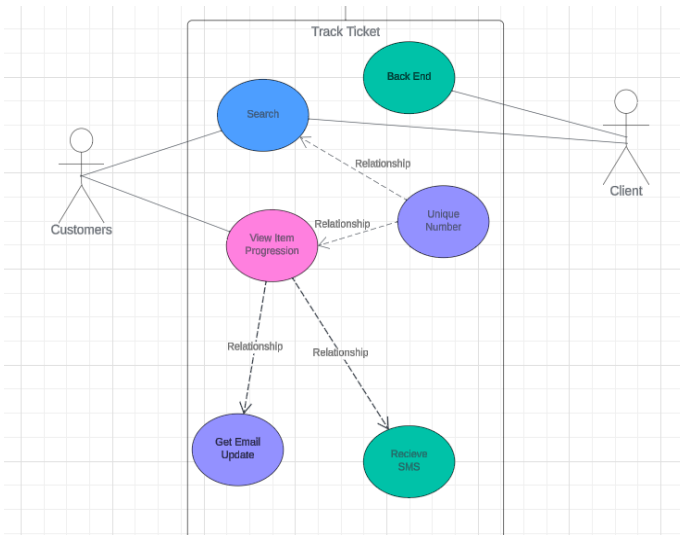 Track Ticket
Back End
Search
Relationship
Client
Unique
Number
Relationship
Customers
View Item
Progression
Relationship
Relationship
Get Email
Update
Recieve
SMS